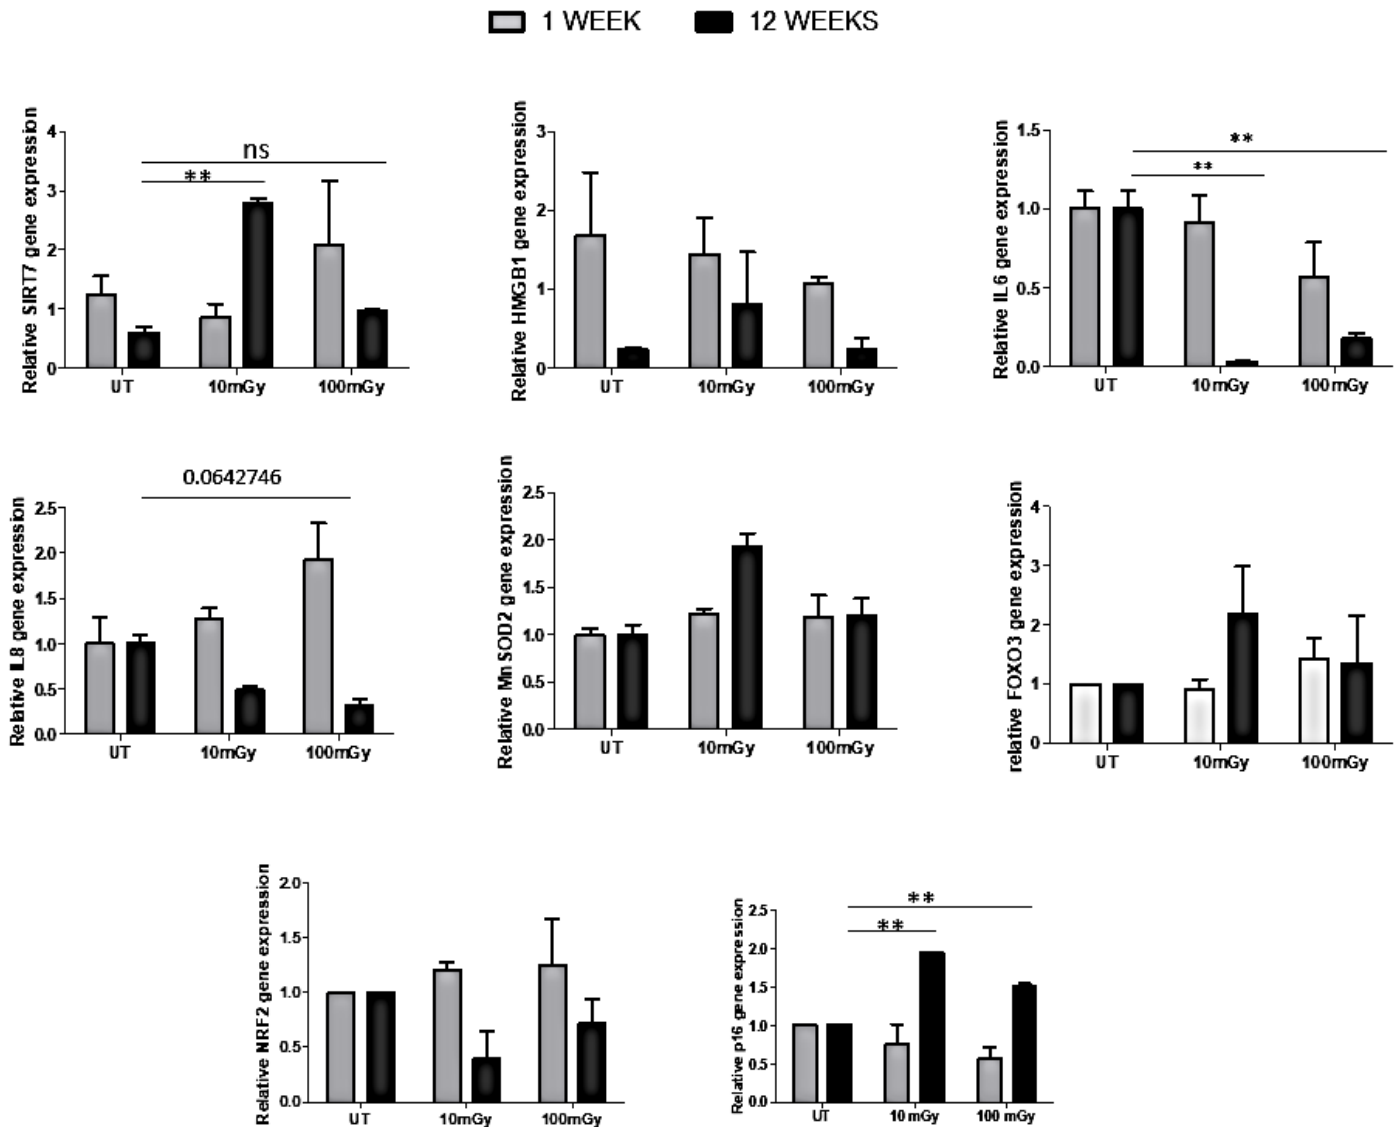 1 WEEK 12 WEEKS
Relative SIRT7 gene expression
4
3
2
1
0
ns
**
UT 10mGy 100mGy
Relative HMGB1 gene expression
3
2
1
0
UT 10mGy 100mGy
Relative IL6 gene expression
1.5
1.0
0.5
0.0
**
**
UT 10mGy 100mGy
Relative IL8 gene expression
2.5
2.0
1.5
1.0
0.5
0.0
0.0642746
UT 10mGy 100mGy
Relative MnSOD2 gene expression
2.5
2.0
1.5
1.0
0.5
0.0
UT 10mGy 100mGy
relative FOXO3 gene expression
4
3
2
1
0
UT 10mGy 100mGy
Relative NRF2 gene expression
2.0
1.5
1.0
0.5
0.0
UT 10mGy 100mGy
Relative p16 gene expression
2.5
2.0
1.5
1.0
0.5
0.0
**
**
UT 10 mGy 100 mGy